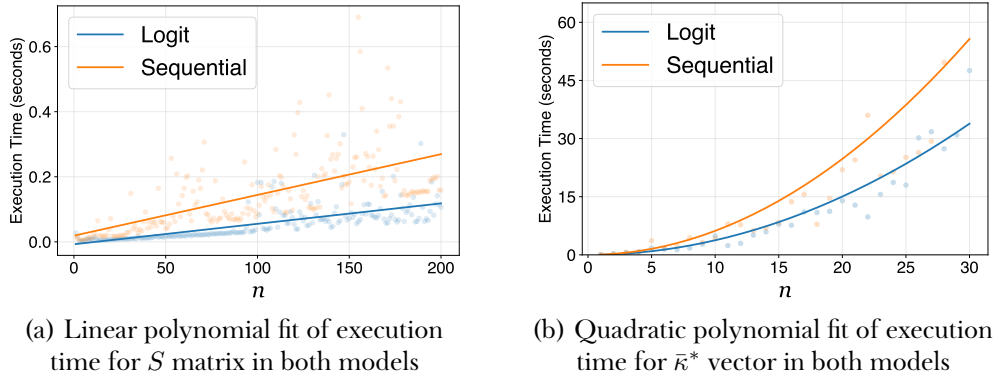 Logit
Sequential
Execution Time (seconds)
0.6
0.4
0.2
0.0
0
50
100
150
200
n
(a) Linear polynomial fit of execution
time for S matrix in both models
Logit
Sequential
Execution Time (seconds)
60
45
30
15
0
0
5
10
15
20
25
30
n
(b) Quadratic polynomial fit of execution
time for κ̄* vector in both models